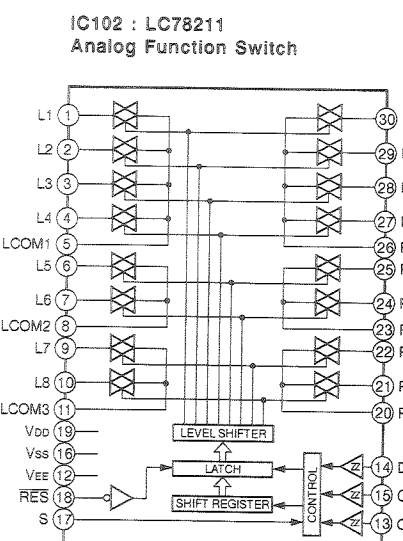 IC102 : LC78211
Analog Function Switch
L1 1
30
L2 2
29
L3 3
28
L4 4
27
LCOM1 5
26
L5 6
25
L6 7
24
LCOM2 8
23
L7 9
22
L8 10
21
LCOM3 11
20
VDD 19
LEVEL SHIFTER
VSS 16
LATCH
14 D
VEE 12
CONTROL
RES 18
SHIFT REGISTER
15 C
S 17
13 C